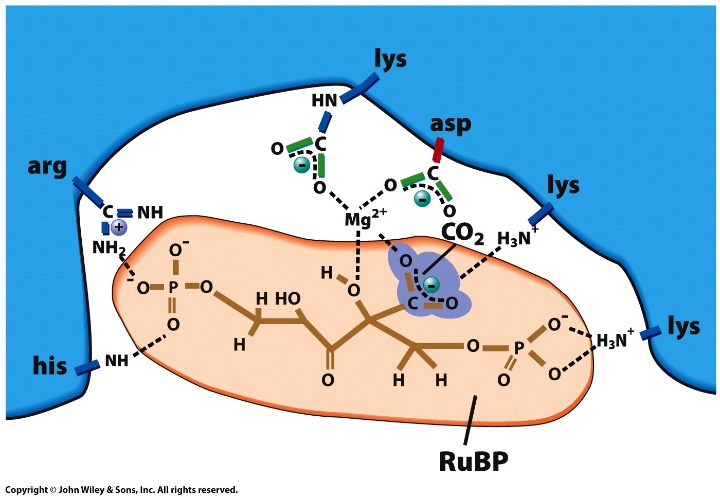 lys
HN
asp
O C
O
O C
O
arg
lys
C NH
+
NH₂
Mg²⁺
CO₂
H₃N⁺
O⁻
H
O
O
-
-
-
⁻O P O
H HO
O
C O
O
H
O
H H
O P O⁻
O
O
H₃N⁺
lys
his
NH
RuBP
Copyright © John Wiley & Sons, Inc. All rights reserved.